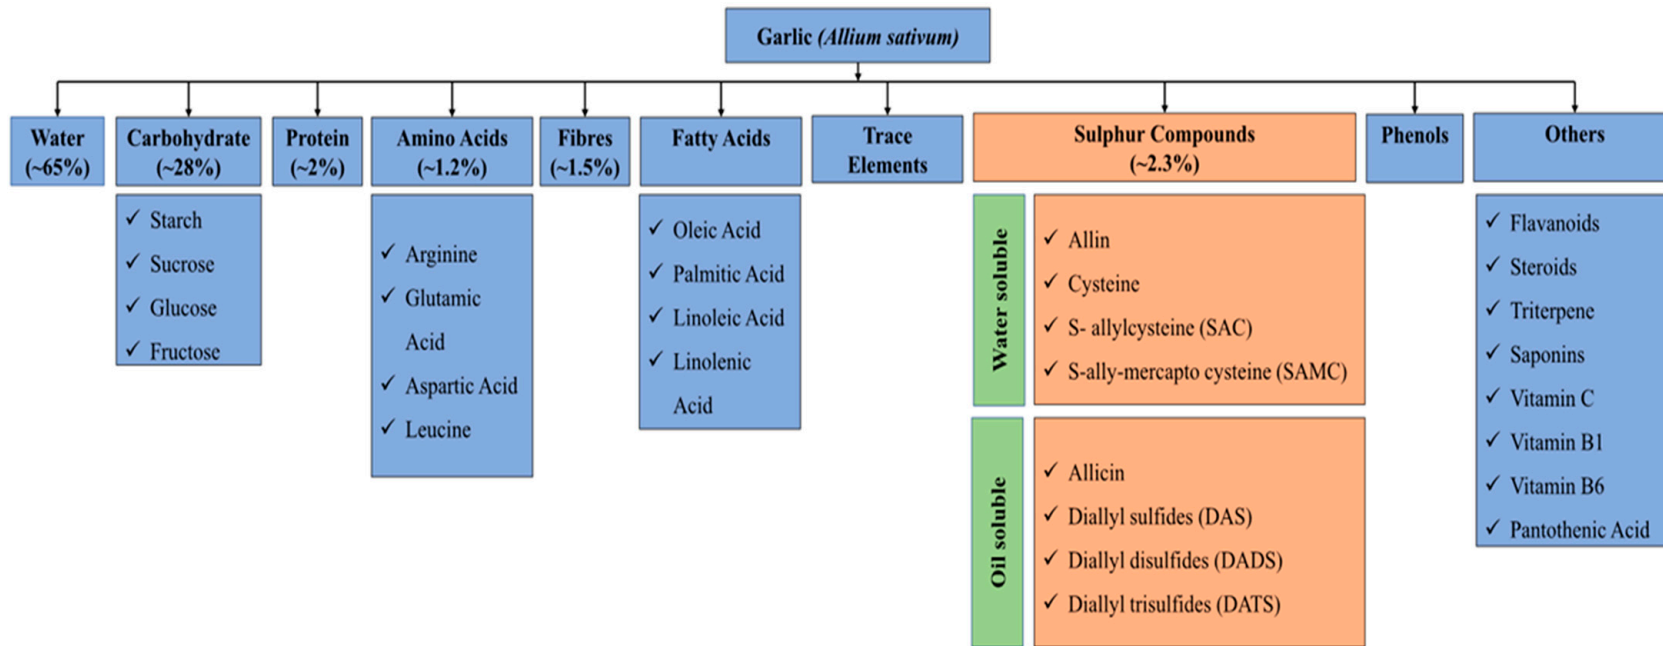 Garlic (Allium sativum)
Water
(~65%)
Carbohydrate
(~28%)
Protein
(~2%)
Amino Acids
(~1.2%)
Fibres
(~1.5%)
Fatty Acids
Trace
Elements
Sulphur Compounds
(~2.3%)
Phenols
Others
✓ Starch
✓ Sucrose
✓ Glucose
✓ Fructose
✓ Arginine
✓ Glutamic
Acid
✓ Aspartic Acid
✓ Leucine
✓ Oleic Acid
✓ Palmitic Acid
✓ Linoleic Acid
✓ Linolenic
Acid
Water soluble
✓ Allin
✓ Cysteine
✓ S- allylcysteine (SAC)
✓ S-ally-mercapto cysteine (SAMC)
Oil soluble
✓ Allicin
✓ Diallyl sulfides (DAS)
✓ Diallyl disulfides (DADS)
✓ Diallyl trisulfides (DATS)
✓ Flavanoids
✓ Steroids
✓ Triterpene
✓ Saponins
✓ Vitamin C
✓ Vitamin B1
✓ Vitamin B6
✓ Pantothenic Acid